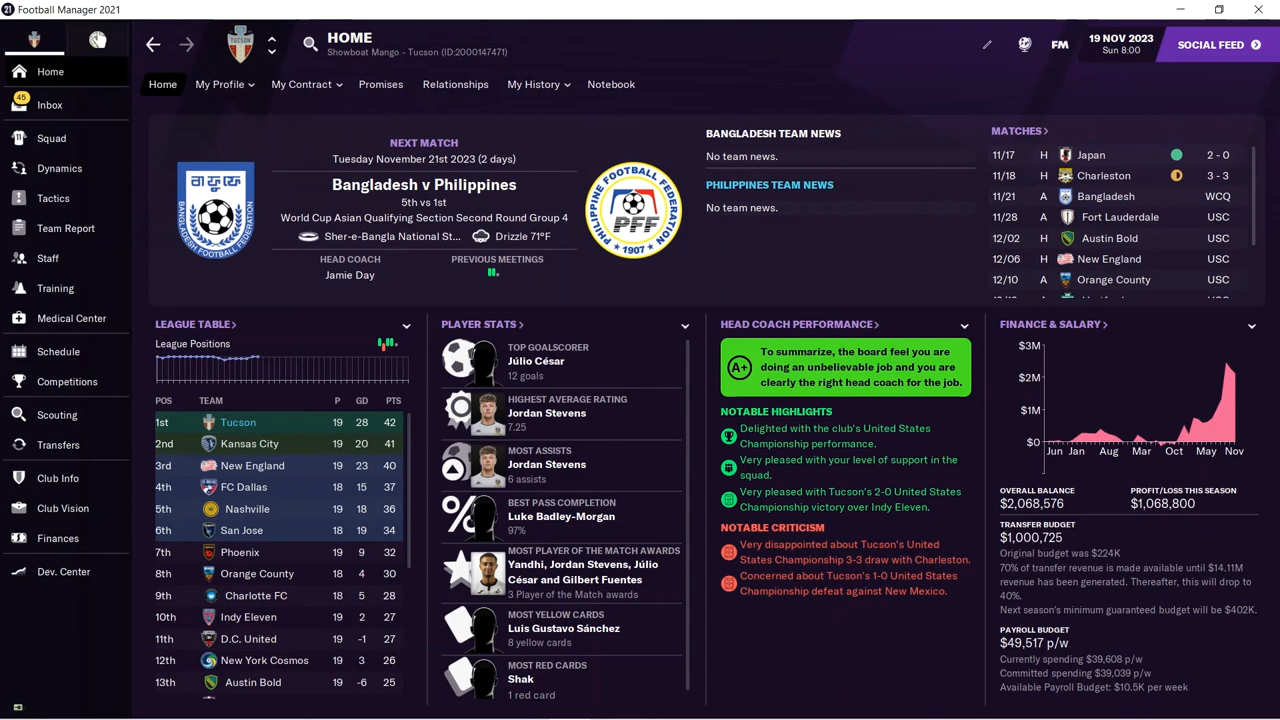 Football Manager 2021
HOME
Showboat Mango - Tucson (ID:2000147471)
FM
19 NOV 2023
Sun 8:00
SOCIAL FEED
Home
Inbox
45
Squad
Dynamics
Tactics
Team Report
Staff
Training
Medical Center
Schedule
Competitions
Scouting
Transfers
Club Info
Club Vision
Finances
Dev. Center
Home
My Profile
My Contract
Promises
Relationships
My History
Notebook
NEXT MATCH
Tuesday November 21st 2023 (2 days)
Bangladesh v Philippines
5th vs 1st
World Cup Asian Qualifying Section Second Round Group 4
Sher-e-Bangla National St...
Drizzle 71°F
HEAD COACH
Jamie Day
PREVIOUS MEETINGS
PHILIPPINE FOOTBALL FEDERATION
PFF
1907
BANGLADESH TEAM NEWS
No team news.
PHILIPPINES TEAM NEWS
No team news.
MATCHES
11/17 H Japan 2 - 0
11/18 H Charleston 3 - 3
11/21 A Bangladesh WCQ
11/28 A Fort Lauderdale USC
12/02 H Austin Bold USC
12/06 H New England USC
12/10 A Orange County USC
LEAGUE TABLE
League Positions
POS TEAM P GD PTS
1st Tucson 19 28 42
2nd Kansas City 19 20 41
3rd New England 19 23 40
4th FC Dallas 18 15 37
5th Nashville 19 18 36
6th San Jose 18 19 34
7th Phoenix 19 9 32
8th Orange County 18 4 30
9th Charlotte FC 18 5 28
10th Indy Eleven 19 2 27
11th D.C. United 19 -1 27
12th New York Cosmos 19 3 26
13th Austin Bold 19 -6 25
PLAYER STATS
TOP GOALSCORER
Júlio César
12 goals
HIGHEST AVERAGE RATING
Jordan Stevens
7.25
MOST ASSISTS
Jordan Stevens
6 assists
BEST PASS COMPLETION
Luke Badley-Morgan
97%
MOST PLAYER OF THE MATCH AWARDS
Yandhi, Jordan Stevens, Júlio
César and Gilbert Fuentes
3 Player of the Match awards
MOST YELLOW CARDS
Luis Gustavo Sánchez
8 yellow cards
MOST RED CARDS
Shak
1 red card
HEAD COACH PERFORMANCE
A+
To summarize, the board feel you are
doing an unbelievable job and you are
clearly the right head coach for the job.
NOTABLE HIGHLIGHTS
Delighted with the club's United States
Championship performance.
Very pleased with your level of support in the
squad.
Very pleased with Tucson's 2-0 United States
Championship victory over Indy Eleven.
NOTABLE CRITICISM
Very disappointed about Tucson's United
States Championship 3-3 draw with Charleston.
Concerned about Tucson's 1-0 United States
Championship defeat against New Mexico.
FINANCE & SALARY
$3M
$2M
$1M
$0
Jun Jan Aug Mar Oct May Nov
OVERALL BALANCE
$2,068,576
PROFIT/LOSS THIS SEASON
$1,068,800
TRANSFER BUDGET
$1,000,725
Original budget was $224K
70% of transfer revenue is made available until $14.11M
revenue has been generated. Thereafter, this will drop to
40%.
Next season's minimum guaranteed budget will be $402K.
PAYROLL BUDGET
$49,517 p/w
Currently spending $39,608 p/w
Committed spending $39,039 p/w
Available Payroll Budget: $10.5K per week